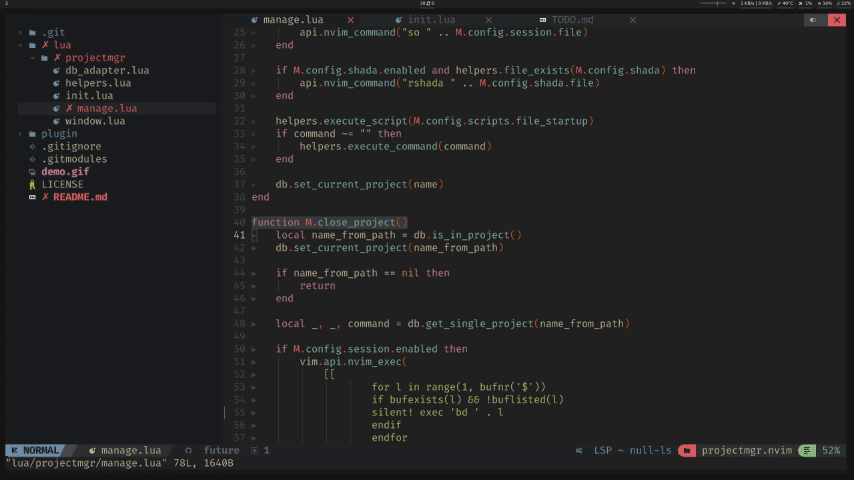 manage.lua
init.lua
TODO.md
.git
lua
projectmgr
db_adapter.lua
helpers.lua
init.lua
manage.lua
window.lua
plugin
.gitignore
.gitmodules
demo.gif
LICENSE
README.md
25 api.nvim_command("so " .. M.config.session.file)
26 end
27
28 if M.config.shada.enabled and helpers.file_exists(M.config.shada) then
29 api.nvim_command("rshada " .. M.config.shada.file)
30 end
31
32 helpers.execute_script(M.config.scripts.file_startup)
33 if command ~= "" then
34 helpers.execute_command(command)
35 end
36
37 db.set_current_project(name)
38 end
39
40 function M.close_project()
41 local name_from_path = db.is_in_project()
42 db.set_current_project(name_from_path)
43
44 if name_from_path == nil then
45 return
46 end
47
48 local _, _, command = db.get_single_project(name_from_path)
49
50 if M.config.session.enabled then
51 vim.api.nvim_exec(
52 [[
53 for l in range(1, bufnr('$'))
54 if bufexists(l) && !buflisted(l)
55 silent! exec 'bd ' . l
56 endif
57 endfor
NORMAL manage.lua future 1 LSP ~ null-ls projectmgr.nvim 52%
"lua/projectmgr/manage.lua" 78L, 1640B